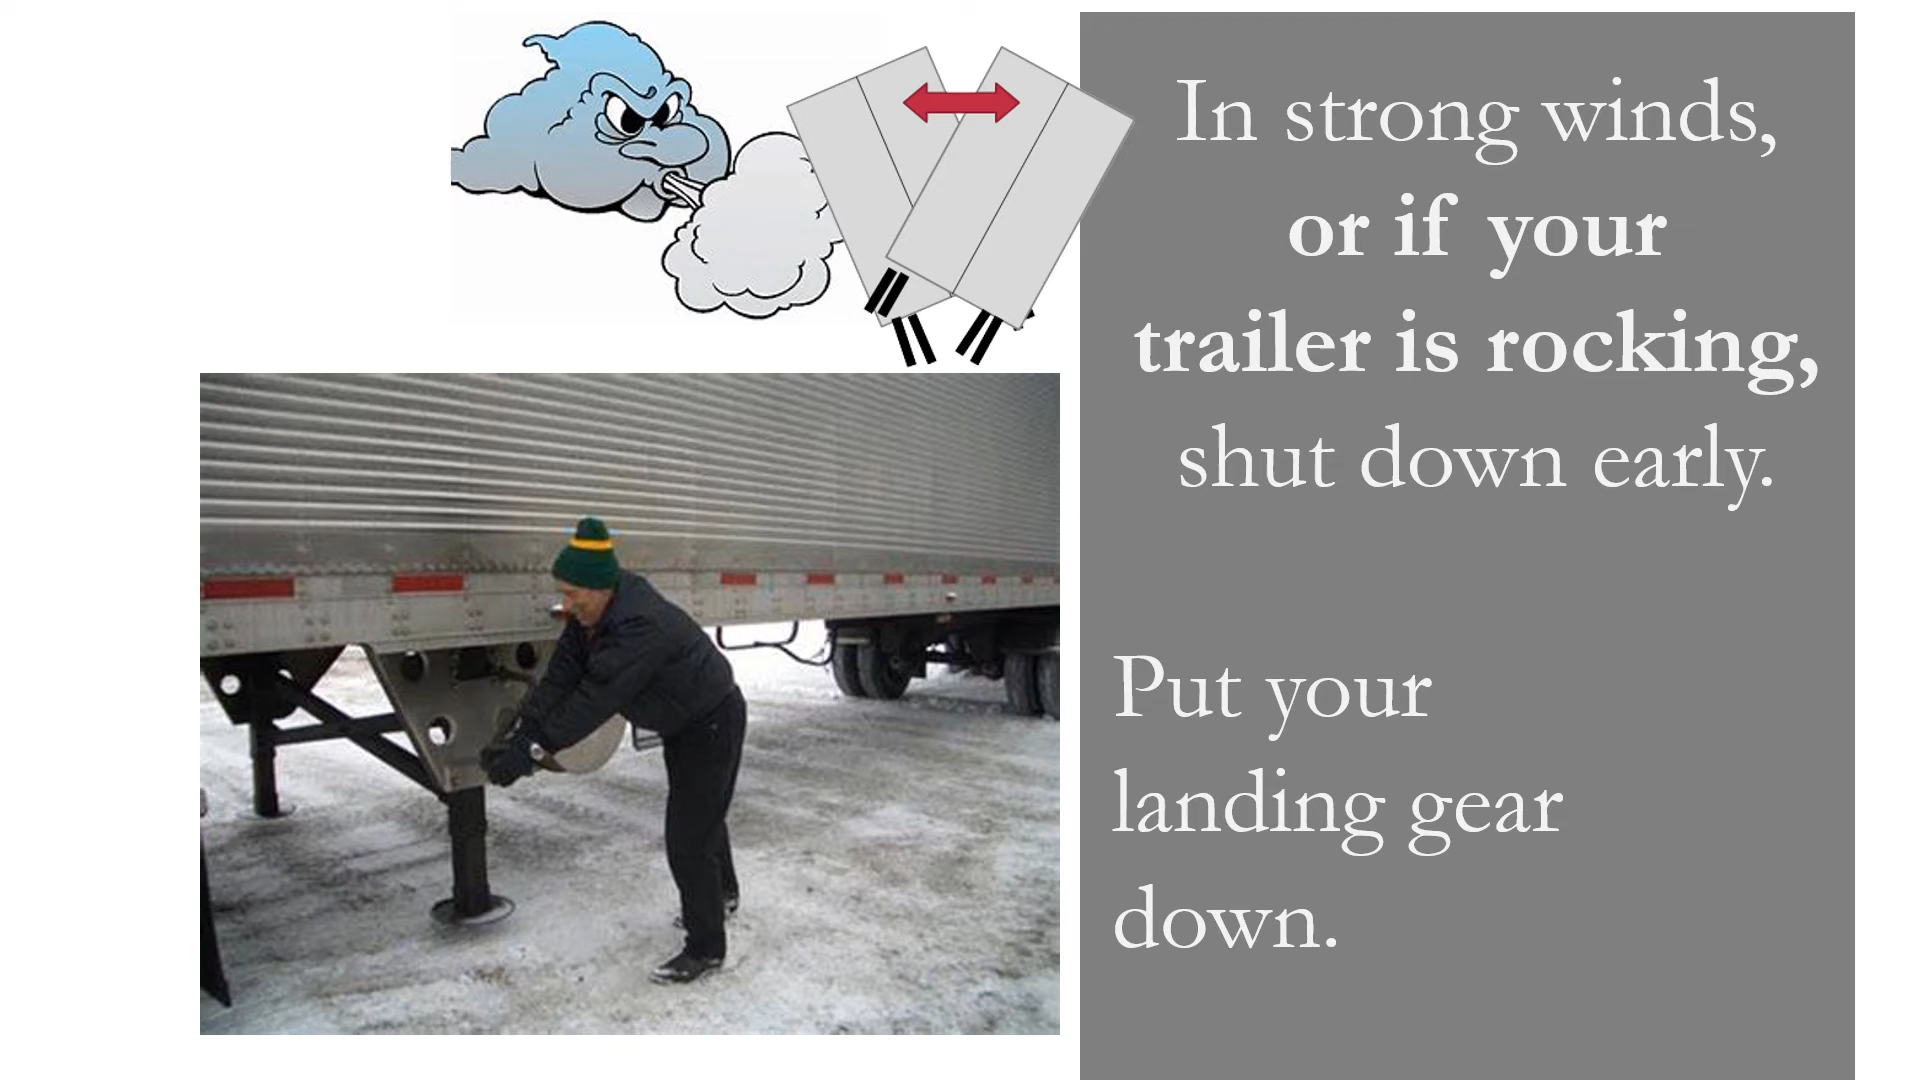 In strong winds,
or if your
trailer is rocking,
shut down early.
Put your
landing gear
down.